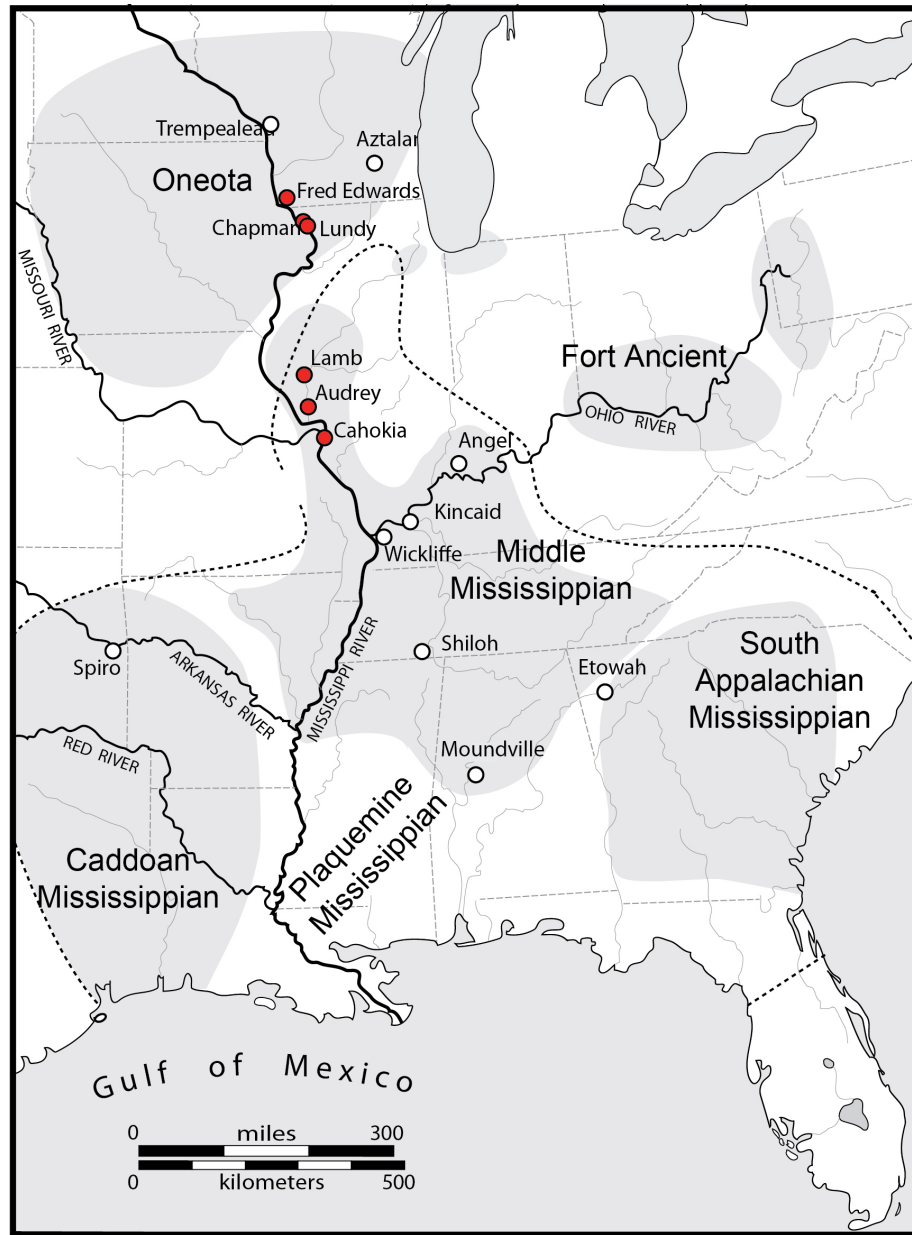 Trempealeau
Aztalan
Oneota
Fred Edwards
Chapman
Lundy
MISSOURI RIVER
Lamb
Audrey
Cahokia
Fort Ancient
OHIO RIVER
Angel
Kincaid
Wickliffe
Middle
Mississippian
Spiro
ARKANSAS RIVER
MISSISSIPPI RIVER
Shiloh
Etowah
South
Appalachian
Mississippian
RED RIVER
Moundville
Plaquemine
Mississippian
Caddoan
Mississippian
Gulf of Mexico
0 miles 300
0 kilometers 500